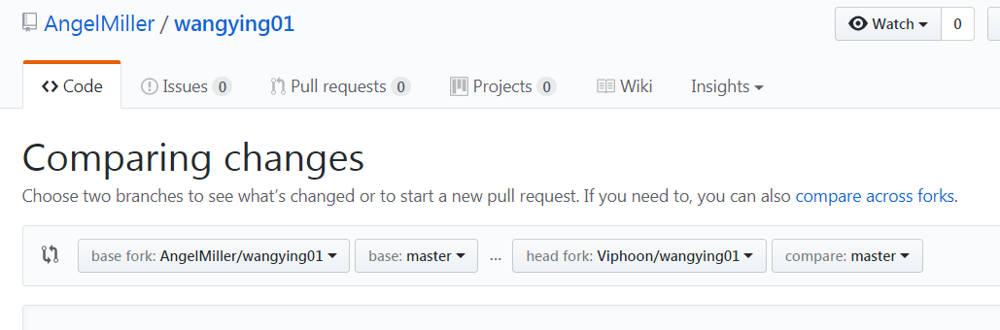 AngelMiller / wangying01
Watch 0
Code Issues 0 Pull requests 0 Projects 0 Wiki Insights
Comparing changes
Choose two branches to see what's changed or to start a new pull request. If you need to, you can also compare across forks.
base fork: AngelMiller/wangying01 base: master ... head fork: Viphoon/wangying01 compare: master